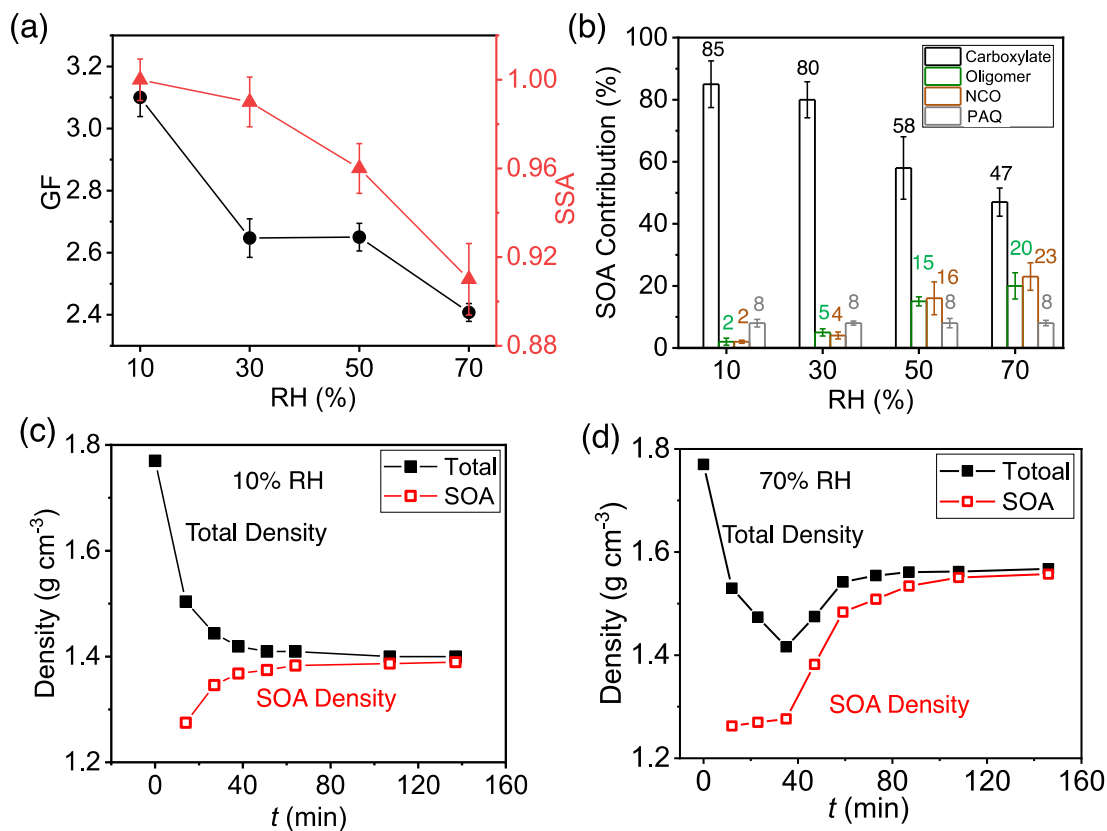 (a)
3.2
3.0
2.8
2.6
2.4
GF
1.00
0.96
0.92
0.88
SSA
10 30 50 70
RH (%)
(b)
100
80
60
40
20
0
SOA Contribution (%)
Carboxylate
Oligomer
NCO
PAQ
85
2 2 8
80
5 4 8
58
15 16 8
47
20 23 8
10 30 50 70
RH (%)
(c)
1.8
1.6
1.4
1.2
Density (g cm⁻³)
10% RH
Total
SOA
Total Density
SOA Density
0 40 80 120 160
t (min)
(d)
1.8
1.6
1.4
1.2
Density (g cm⁻³)
70% RH
Totoal
SOA
Total Density
SOA Density
0 40 80 120 160
t (min)